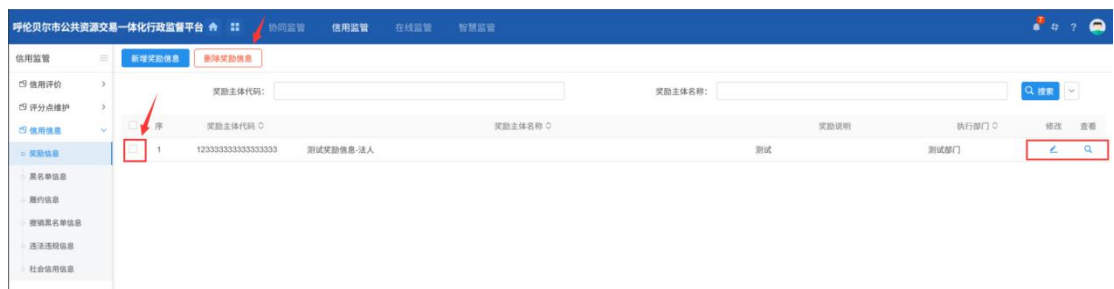 呼伦贝尔市公共资源交易一体化行政监督平台 协同监管 信用监管 在线监管 智慧监管 7 ?
信用监管 新增奖励信息 删除奖励信息
信用评价
奖励主体代码: 奖励主体名称: 搜索
评分点维护
信用信息 序 奖励主体代码 奖励主体名称 奖励说明 执行部门 修改 查看
奖励信息 1 123333333333333333 测试奖励信息-法人 测试 测试部门
黑名单信息
履约信息
撤销黑名单信息
违法违规信息
社会信用信息